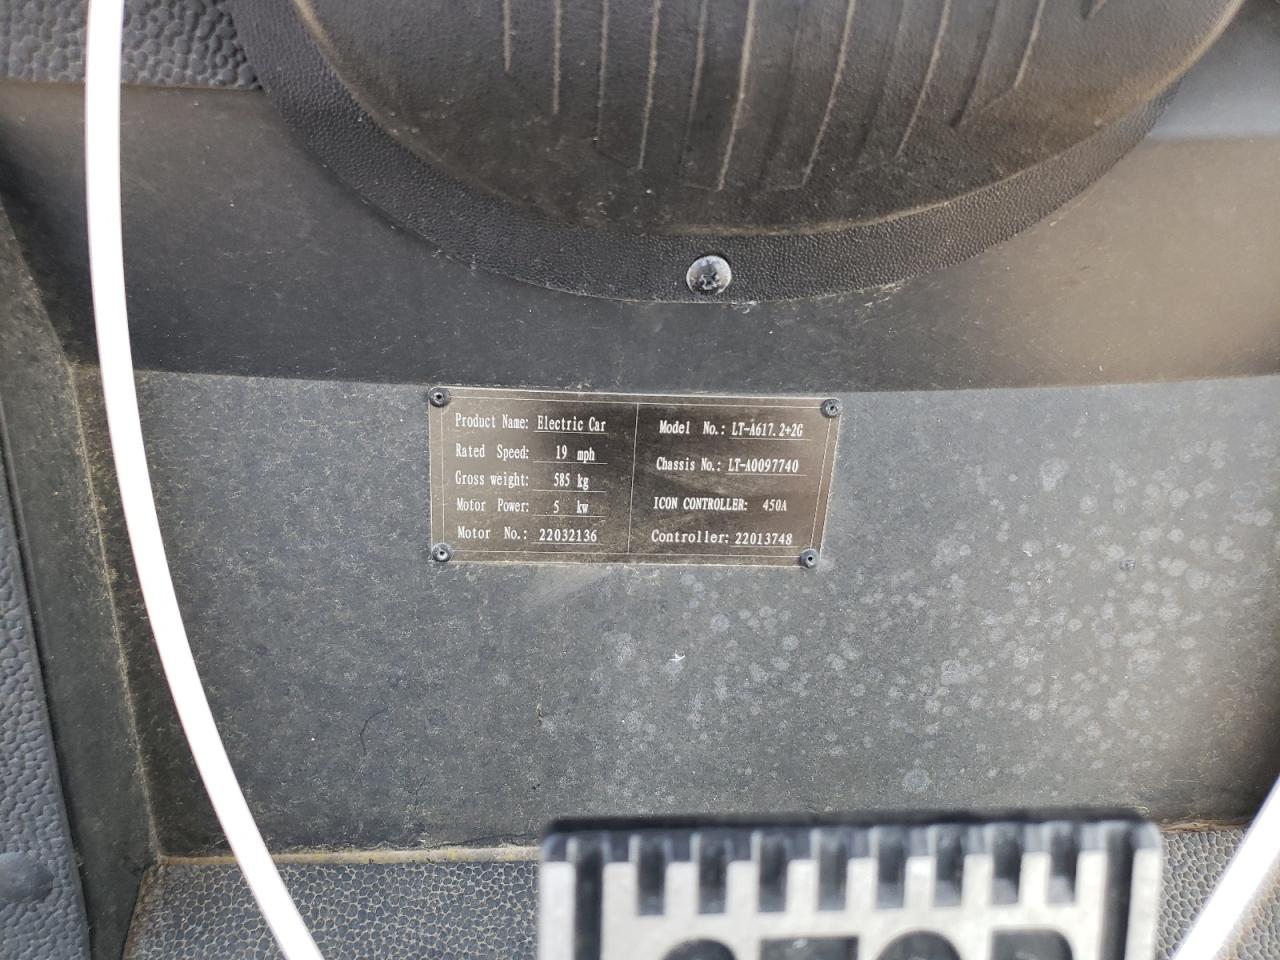 Product Name: Electric Car
Rated Speed: 19 mph
Gross weight: 585 kg
Motor Power: 5 kw
Motor No.: 22032136
Model No.: LT-A617.2+2G
Chassis No.: LT-A0097740
ICON CONTROLLER: 450A
Controller: 22013748
STOP